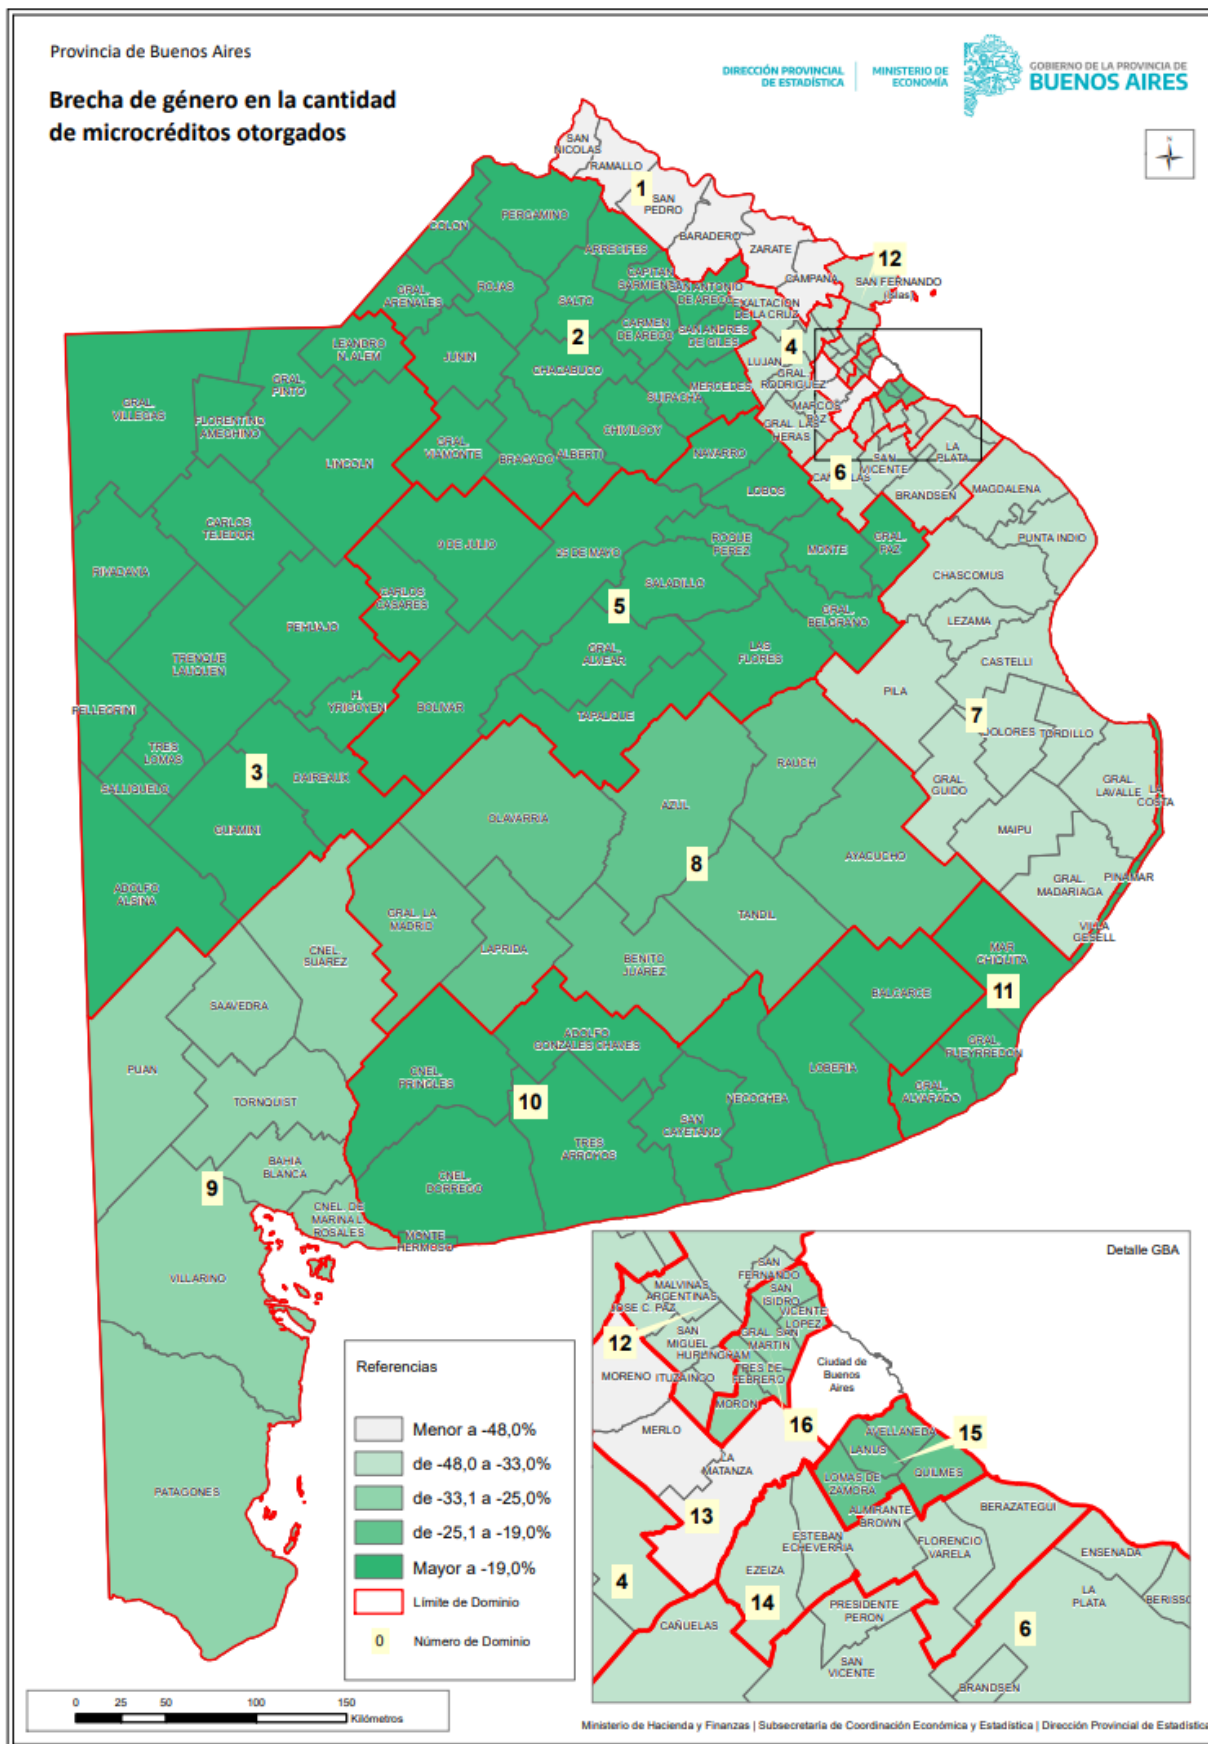 Provincia de Buenos Aires
Brecha de género en la cantidad
de microcréditos otorgados
DIRECCIÓN PROVINCIAL
DE ESTADÍSTICA
MINISTERIO DE
ECONOMÍA
GOBIERNO DE LA PROVINCIA DE
BUENOS AIRES
N
SAN
NICOLAS
RAMALLO
1
SAN
PEDRO
BARADERO
ZARATE
CAMPANA
12
SAN FERNANDO
(Islas)
COLON
PERGAMINO
ARRECIFES
CAPITAN
SARMIENTO
SAN ANTONIO
DE ARECO
EXALTACION
DE LA CRUZ
GRAL.
ARENALES
ROJAS
SALTO
CARMEN
DE ARECO
SAN ANDRES
DE GILES
2
4
LEANDRO
N. ALEM
JUNIN
CHACABUCO
SUIPACHA
MERCEDES
LUJAN
GRAL.
RODRIGUEZ
MARCOS
PAZ
GRAL. LAS
HERAS
GRAL.
VILLEGAS
FLORENTINO
AMEGHINO
GRAL.
PINTO
LINCOLN
GRAL.
VIAMONTE
BRAGADO
ALBERTI
CHIVILCOY
NAVARRO
LOBOS
6
CAÑUELAS
SAN
VICENTE
LA
PLATA
BRANDSEN
MAGDALENA
PUNTA INDIO
CARLOS
TEJEDOR
RIVADAVIA
9 DE JULIO
25 DE MAYO
ROQUE
PEREZ
MONTE
GRAL.
PAZ
CHASCOMUS
CARLOS
CASARES
SALADILLO
5
GRAL.
BELGRANO
LEZAMA
PEHUAJO
TRENQUE
LAUQUEN
GRAL.
ALVEAR
LAS
FLORES
CASTELLI
PILA
PELLEGRINI
H.
YRIGOYEN
BOLIVAR
TAPALQUE
7
DOLORES
TORDILLO
TRES
LOMAS
SALLIQUELO
3
DAIREAUX
RAUCH
GRAL.
GUIDO
GRAL.
LAVALLE
LA
COSTA
GUAMINI
OLAVARRIA
AZUL
MAIPU
ADOLFO
ALSINA
8
AYACUCHO
GRAL.
MADARIAGA
PINAMAR
GRAL. LA
MADRID
LAPRIDA
TANDIL
VILLA
GESELL
CNEL.
SUAREZ
BENITO
JUAREZ
MAR
CHIQUITA
SAAVEDRA
BALCARCE
11
PUAN
ADOLFO
GONZALES CHAVES
GRAL.
PUEYRREDON
CNEL.
PRINGLES
LOBERIA
GRAL.
ALVARADO
TORNQUIST
10
NECOCHEA
SAN
CAYETANO
TRES
ARROYOS
BAHIA
BLANCA
9
CNEL.
DORREGO
CNEL. DE
MARINA L.
ROSALES
MONTE
HERMOSO
VILLARINO
PATAGONES
Detalle GBA
SAN
FERNANDO
SAN
ISIDRO
VICENTE
LOPEZ
MALVINAS
ARGENTINAS
JOSE C. PAZ
12
SAN
MIGUEL
HURLINGHAM
GRAL. SAN
MARTIN
TRES DE
FEBRERO
Ciudad de
Buenos
Aires
MORENO
ITUZAINGO
MORON
16
MERLO
LA
MATANZA
AVELLANEDA
15
LANUS
LOMAS DE
ZAMORA
QUILMES
13
ALMIRANTE
BROWN
BERAZATEGUI
ESTEBAN
ECHEVERRIA
FLORENCIO
VARELA
EZEIZA
ENSENADA
4
14
LA
PLATA
BERISSO
PRESIDENTE
PERON
CAÑUELAS
6
SAN
VICENTE
BRANDSEN
Referencias
Menor a -48,0%
de -48,0 a -33,0%
de -33,1 a -25,0%
de -25,1 a -19,0%
Mayor a -19,0%
Límite de Dominio
0 Número de Dominio
0 25 50 100 150
Kilómetros
Ministerio de Hacienda y Finanzas | Subsecretaría de Coordinación Económica y Estadística | Dirección Provincial de Estadística